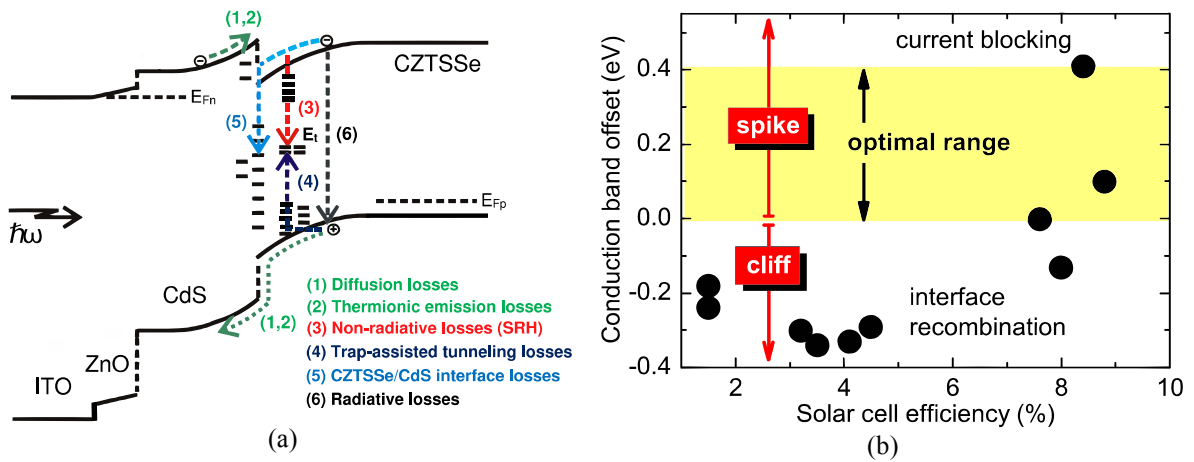 (1,2)
CZTSSe
E_Fn
(5)
(3)
E_t
(6)
(4)
E_Fp
ħω
CdS
(1,2)
ZnO
ITO
(1) Diffusion losses
(2) Thermionic emission losses
(3) Non-radiative losses (SRH)
(4) Trap-assisted tunneling losses
(5) CZTSSe/CdS interface losses
(6) Radiative losses
(a)
Conduction band offset (eV)
0.4
0.2
0.0
-0.2
-0.4
current blocking
spike
optimal range
cliff
interface
recombination
2 4 6 8 10
Solar cell efficiency (%)
(b)